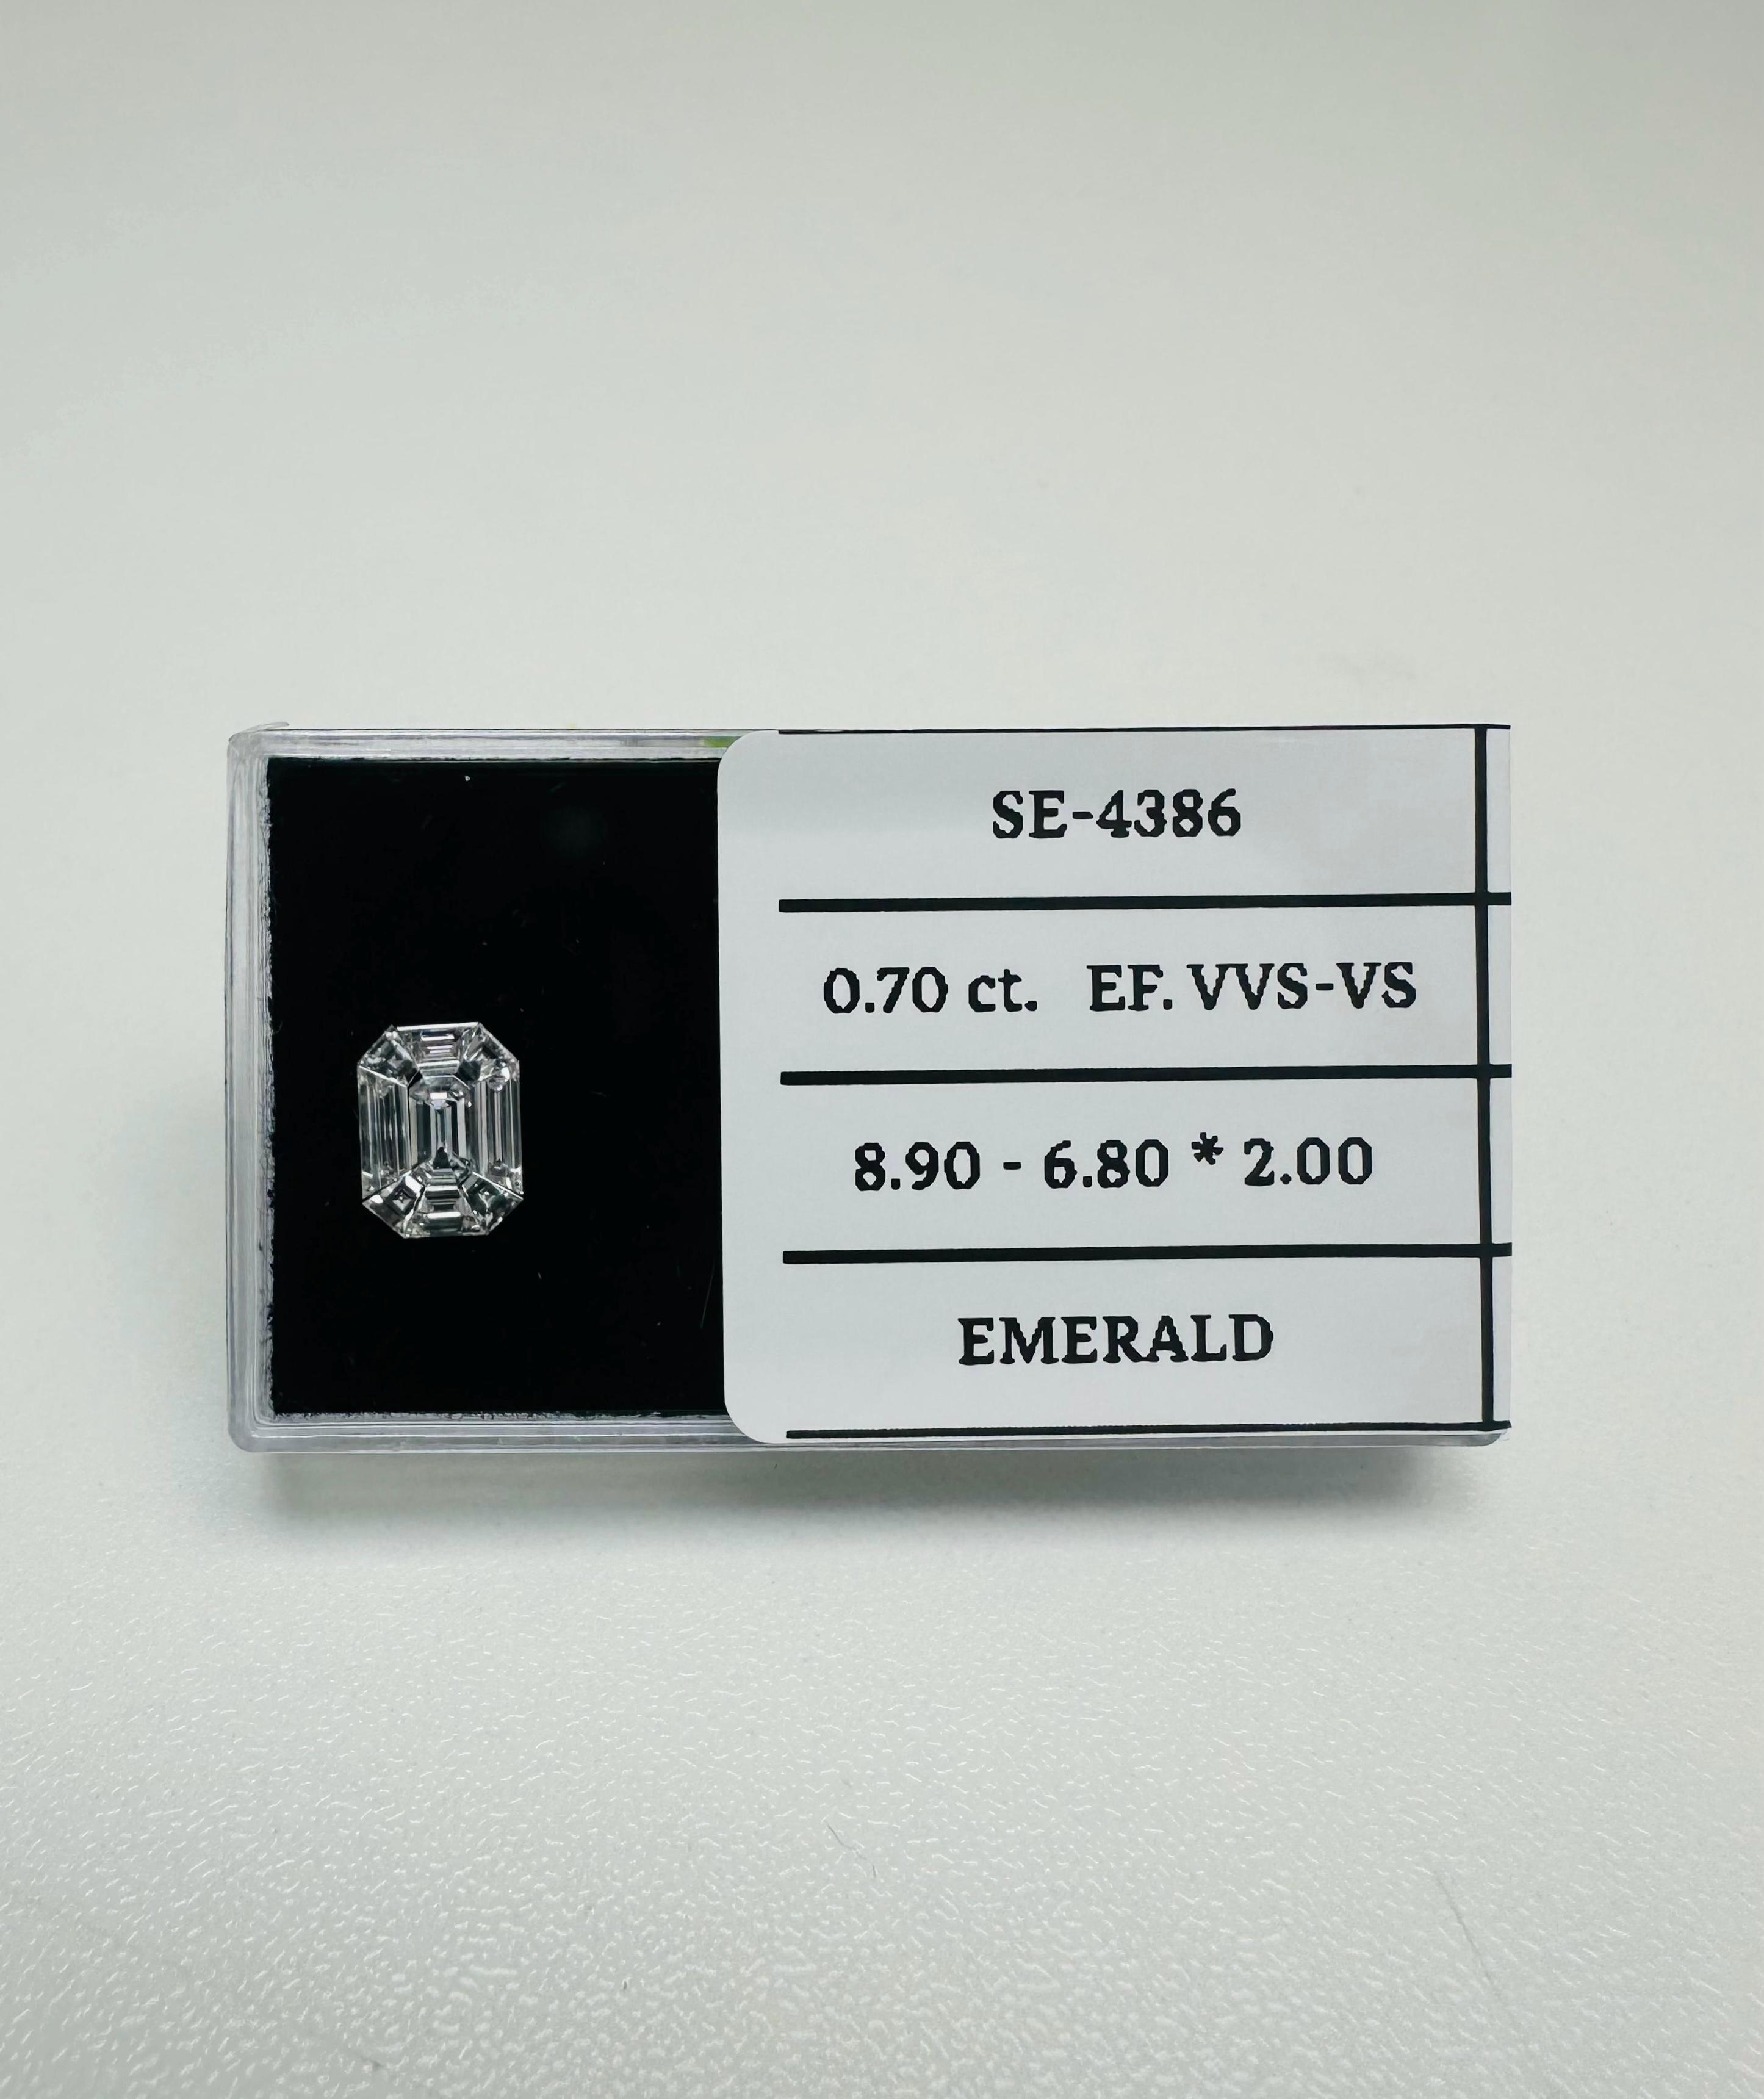 SE-4386
0.70 ct. EF. VVS-VS
8.90 - 6.80 * 2.00
EMERALD